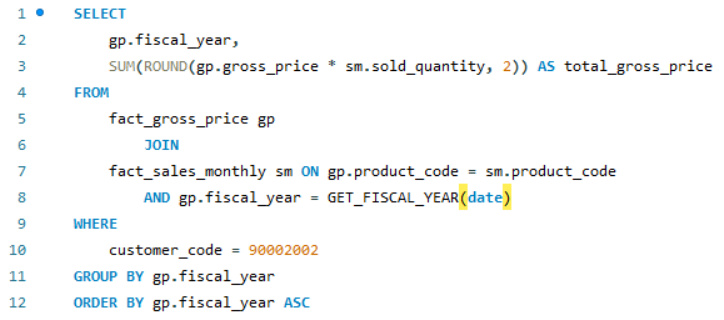 1 SELECT
2 gp.fiscal_year,
3 SUM(ROUND(gp.gross_price * sm.sold_quantity, 2)) AS total_gross_price
4 FROM
5 fact_gross_price gp
6 JOIN
7 fact_sales_monthly sm ON gp.product_code = sm.product_code
8 AND gp.fiscal_year = GET_FISCAL_YEAR(date)
9 WHERE
10 customer_code = 90002002
11 GROUP BY gp.fiscal_year
12 ORDER BY gp.fiscal_year ASC